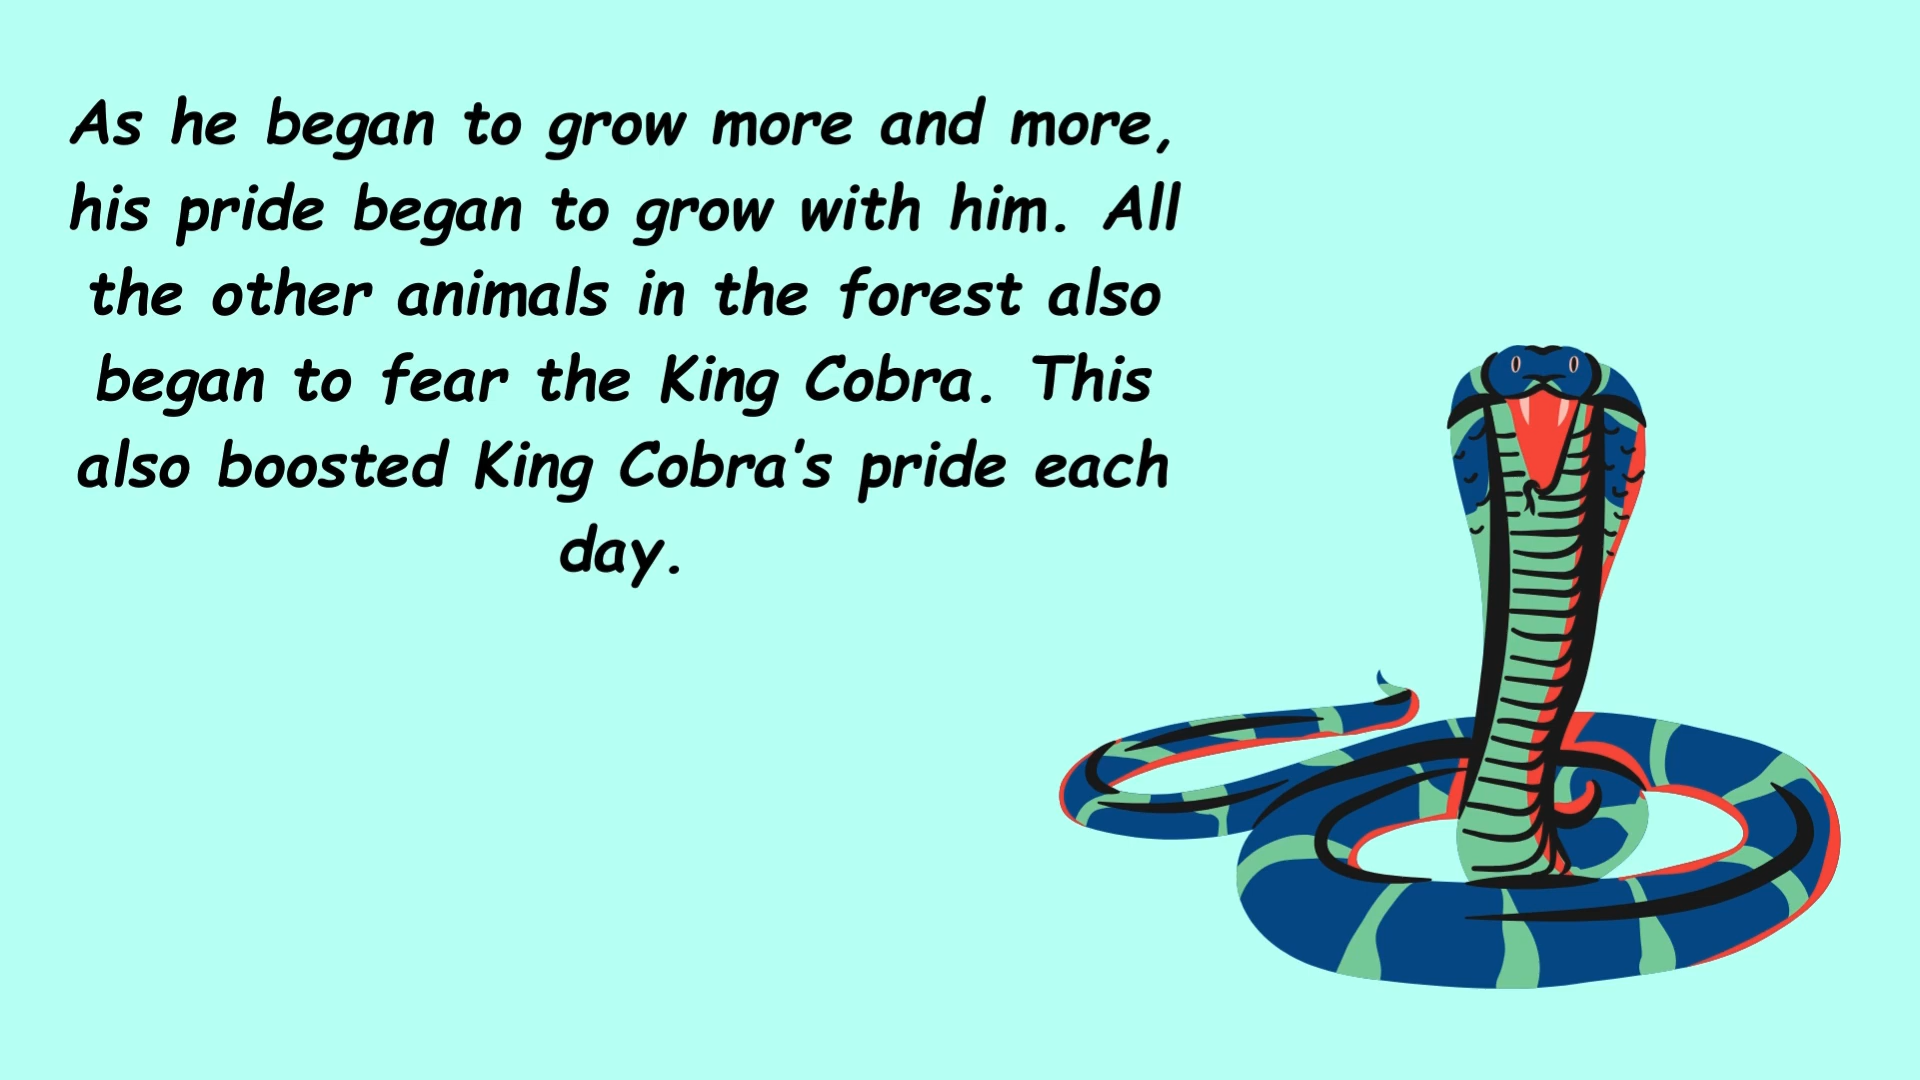 As he began to grow more and more,
his pride began to grow with him. All
the other animals in the forest also
began to fear the King Cobra. This
also boosted King Cobra's pride each
day.